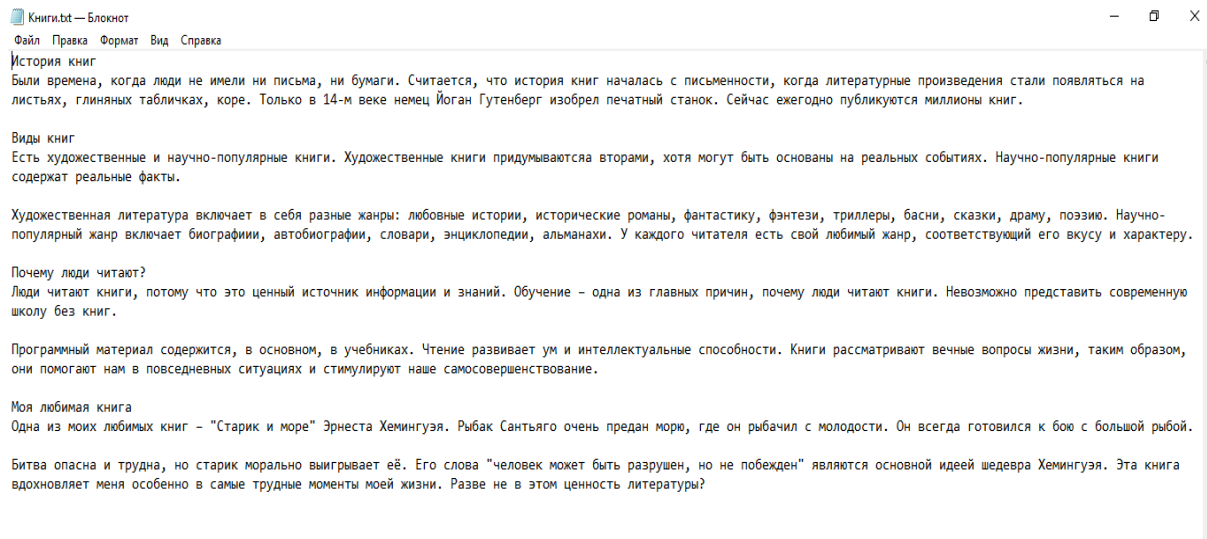 Книги.txt — Блокнот
Файл Правка Формат Вид Справка
История книг
Были времена, когда люди не имели ни письма, ни бумаги. Считается, что история книг началась с письменности, когда литературные произведения стали появляться на
листьях, глиняных табличках, коре. Только в 14-м веке немец Йоган Гутенберг изобрел печатный станок. Сейчас ежегодно публикуются миллионы книг.
Виды книг
Есть художественные и научно-популярные книги. Художественные книги придумываютсяа вторами, хотя могут быть основаны на реальных событиях. Научно-популярные книги
содержат реальные факты.
Художественная литература включает в себя разные жанры: любовные истории, исторические романы, фантастику, фэнтези, триллеры, басни, сказки, драму, поэзию. Научно-
популярный жанр включает биографиии, автобиографии, словари, энциклопедии, альманахи. У каждого читателя есть свой любимый жанр, соответствующий его вкусу и характеру.
Почему люди читают?
Люди читают книги, потому что это ценный источник информации и знаний. Обучение – одна из главных причин, почему люди читают книги. Невозможно представить современную
школу без книг.
Программный материал содержится, в основном, в учебниках. Чтение развивает ум и интеллектуальные способности. Книги рассматривают вечные вопросы жизни, таким образом,
они помогают нам в повседневных ситуациях и стимулируют наше самосовершенствование.
Моя любимая книга
Одна из моих любимых книг – "Старик и море" Эрнеста Хемингуэя. Рыбак Сантьяго очень предан морю, где он рыбачил с молодости. Он всегда готовился к бою с большой рыбой.
Битва опасна и трудна, но старик морально выигрывает её. Его слова "человек может быть разрушен, но не побежден" являются основной идеей шедевра Хемингуэя. Эта книга
вдохновляет меня особенно в самые трудные моменты моей жизни. Разве не в этом ценность литературы?